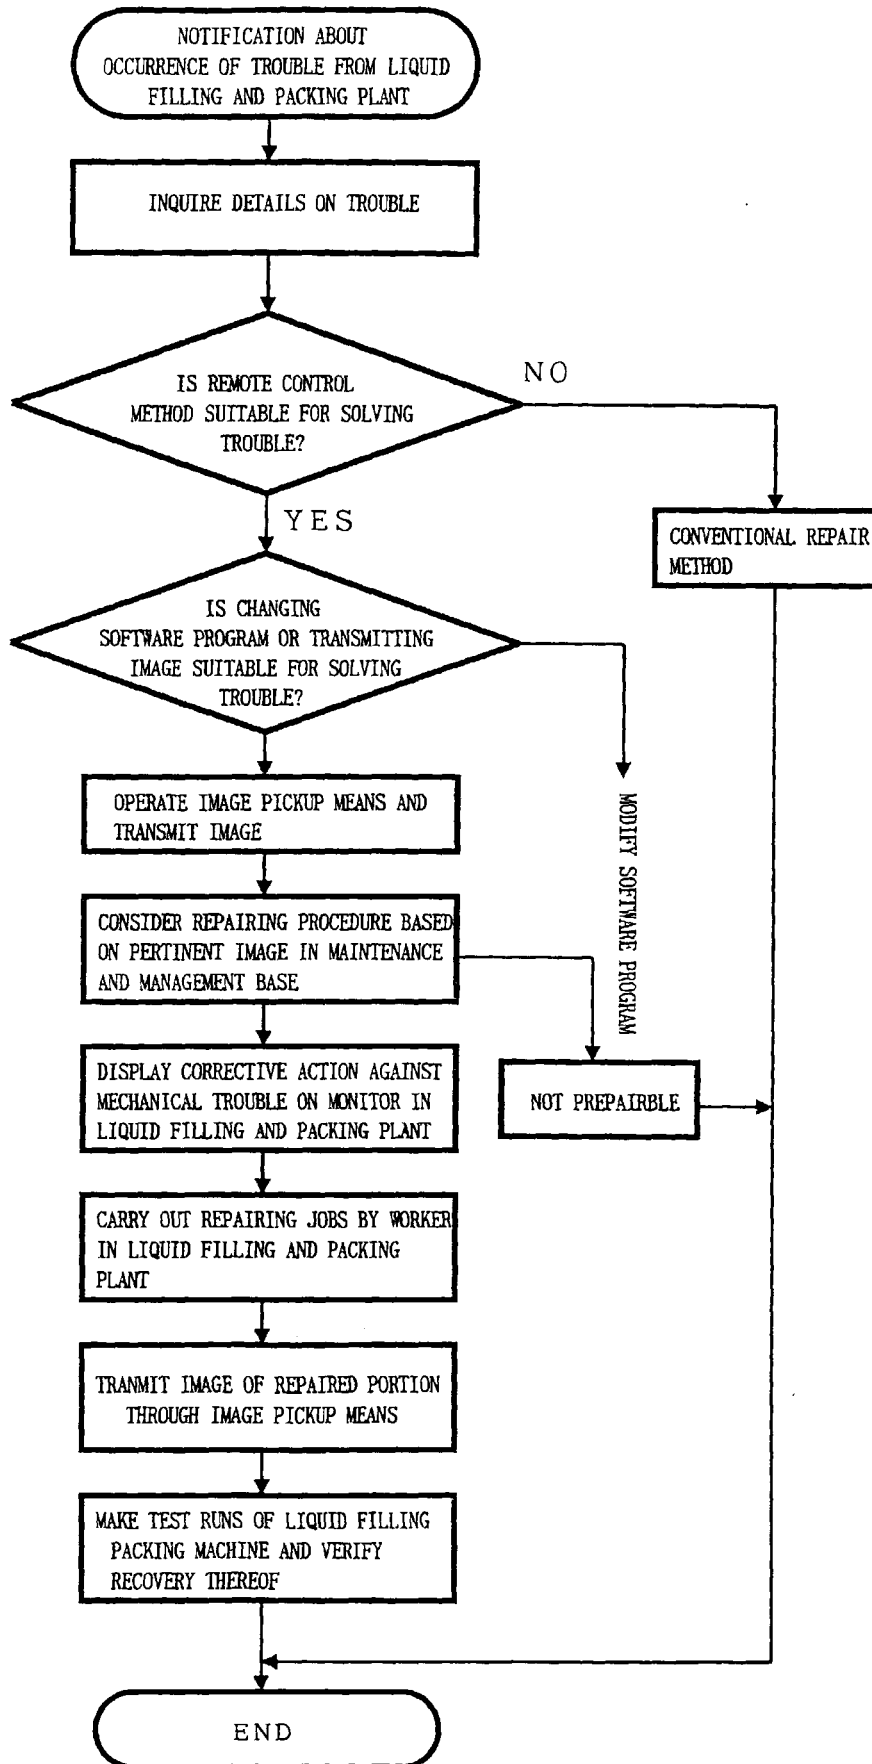 NOTIFICATION ABOUT
OCCURRENCE OF TROUBLE FROM LIQUID
FILLING AND PACKING PLANT
INQUIRE DETAILS ON TROUBLE
IS REMOTE CONTROL
METHOD SUITABLE FOR SOLVING
TROUBLE?
NO
YES
CONVENTIONAL REPAIR
METHOD
IS CHANGING
SOFTWARE PROGRAM OR TRANSMITTING
IMAGE SUITABLE FOR SOLVING
TROUBLE?
OPERATE IMAGE PICKUP MEANS AND
TRANSMIT IMAGE
MODIFY SOFTWARE PROGRAM
CONSIDER REPAIRING PROCEDURE BASED
ON PERTINENT IMAGE IN MAINTENANCE
AND MANAGEMENT BASE
NOT PREPAIRBLE
DISPLAY CORRECTIVE ACTION AGAINST
MECHANICAL TROUBLE ON MONITOR IN
LIQUID FILLING AND PACKING PLANT
CARRY OUT REPAIRING JOBS BY WORKER
IN LIQUID FILLING AND PACKING
PLANT
TRANMIT IMAGE OF REPAIRED PORTION
THROUGH IMAGE PICKUP MEANS
MAKE TEST RUNS OF LIQUID FILLING
PACKING MACHINE AND VERIFY
RECOVERY THEREOF
END